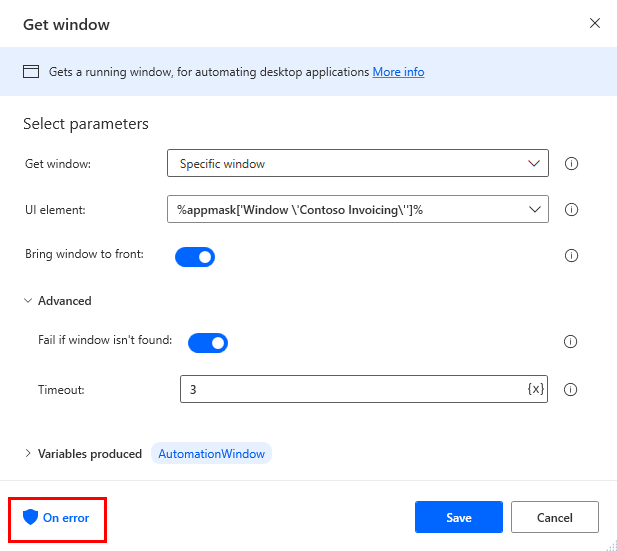 Get window
Gets a running window, for automating desktop applications More info
Select parameters
Get window: Specific window
UI element: %appmask['Window \'Contoso Invoicing\'']%
Bring window to front:
Advanced
Fail if window isn't found:
Timeout: 3 {x}
Variables produced AutomationWindow
On error Save Cancel